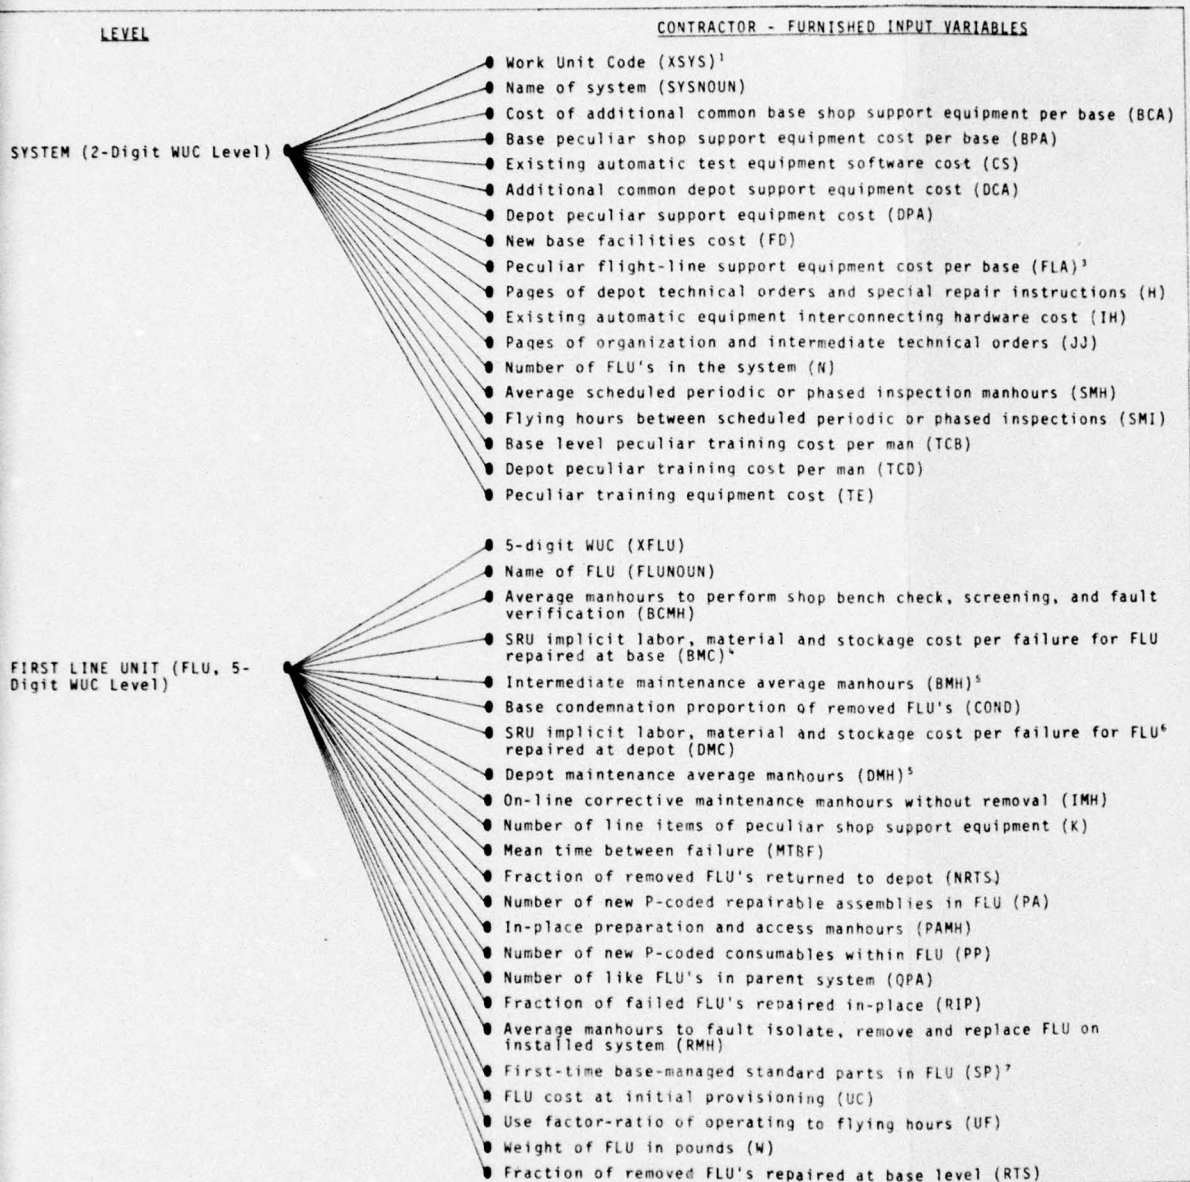 LEVEL
CONTRACTOR - FURNISHED INPUT VARIABLES
SYSTEM (2-Digit WUC Level)
Work Unit Code (XSYS)¹
Name of system (SYSNOUN)
Cost of additional common base shop support equipment per base (BCA)
Base peculiar shop support equipment cost per base (BPA)
Existing automatic test equipment software cost (CS)
Additional common depot support equipment cost (DCA)
Depot peculiar support equipment cost (DPA)
New base facilities cost (FD)
Peculiar flight-line support equipment cost per base (FLA)³
Pages of depot technical orders and special repair instructions (H)
Existing automatic equipment interconnecting hardware cost (IH)
Pages of organization and intermediate technical orders (JJ)
Number of FLU's in the system (N)
Average scheduled periodic or phased inspection manhours (SMH)
Flying hours between scheduled periodic or phased inspections (SMI)
Base level peculiar training cost per man (TCB)
Depot peculiar training cost per man (TCD)
Peculiar training equipment cost (TE)
FIRST LINE UNIT (FLU, 5-
Digit WUC Level)
5-digit WUC (XFLU)
Name of FLU (FLUNOUN)
Average manhours to perform shop bench check, screening, and fault
verification (BCMH)
SRU implicit labor, material and stockage cost per failure for FLU
repaired at base (BMC)⁴
Intermediate maintenance average manhours (BMH)⁵
Base condemnation proportion of removed FLU's (COND)
SRU implicit labor, material and stockage cost per failure for FLU⁶
repaired at depot (DMC)
Depot maintenance average manhours (DMH)⁵
On-line corrective maintenance manhours without removal (IMH)
Number of line items of peculiar shop support equipment (K)
Mean time between failure (MTBF)
Fraction of removed FLU's returned to depot (NRTS)
Number of new P-coded repairable assemblies in FLU (PA)
In-place preparation and access manhours (PAMH)
Number of new P-coded consumables within FLU (PP)
Number of like FLU's in parent system (QPA)
Fraction of failed FLU's repaired in-place (RIP)
Average manhours to fault isolate, remove and replace FLU on
installed system (RMH)
First-time base-managed standard parts in FLU (SP)⁷
FLU cost at initial provisioning (UC)
Use factor-ratio of operating to flying hours (UF)
Weight of FLU in pounds (W)
Fraction of removed FLU's repaired at base level (RTS)